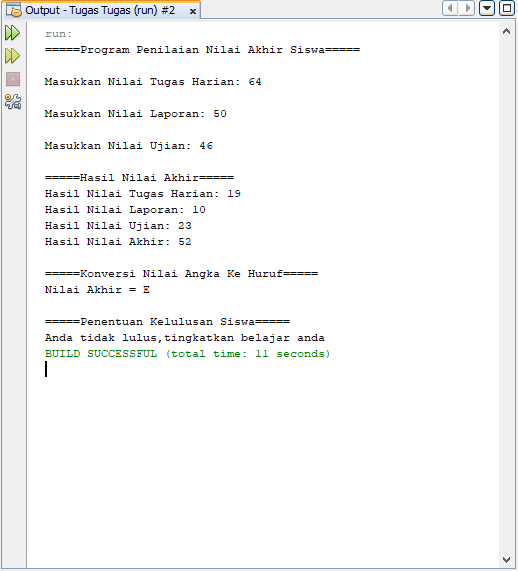 Output - Tugas Tugas (run) #2
run:
=====Program Penilaian Nilai Akhir Siswa=====
Masukkan Nilai Tugas Harian: 64
Masukkan Nilai Laporan: 50
Masukkan Nilai Ujian: 46
=====Hasil Nilai Akhir=====
Hasil Nilai Tugas Harian: 19
Hasil Nilai Laporan: 10
Hasil Nilai Ujian: 23
Hasil Nilai Akhir: 52
=====Konversi Nilai Angka Ke Huruf=====
Nilai Akhir = E
=====Penentuan Kelulusan Siswa=====
Anda tidak lulus,tingkatkan belajar anda
BUILD SUCCESSFUL (total time: 11 seconds)